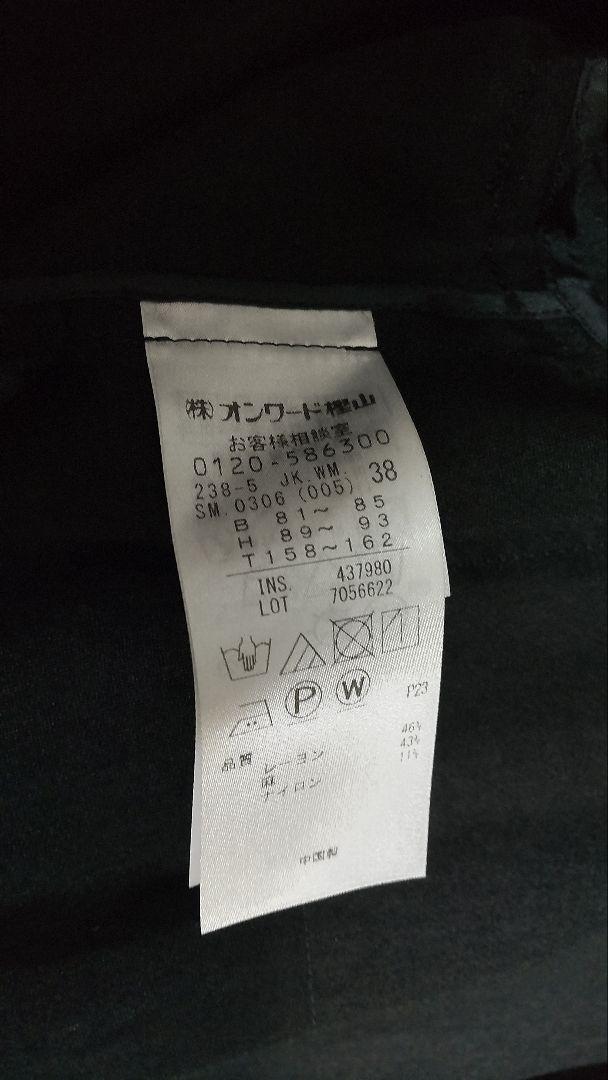 ㈱オンワード樫山
お客様相談室
0120-586300
238-5 JK.WM.
SM.0306 (005) 38
B 81～ 85
H 89～ 93
T158～162
INS. 437980
LOT 7056622
P W
P23
品質 レーヨン 46%
麻 43%
ナイロン 11%
中国製